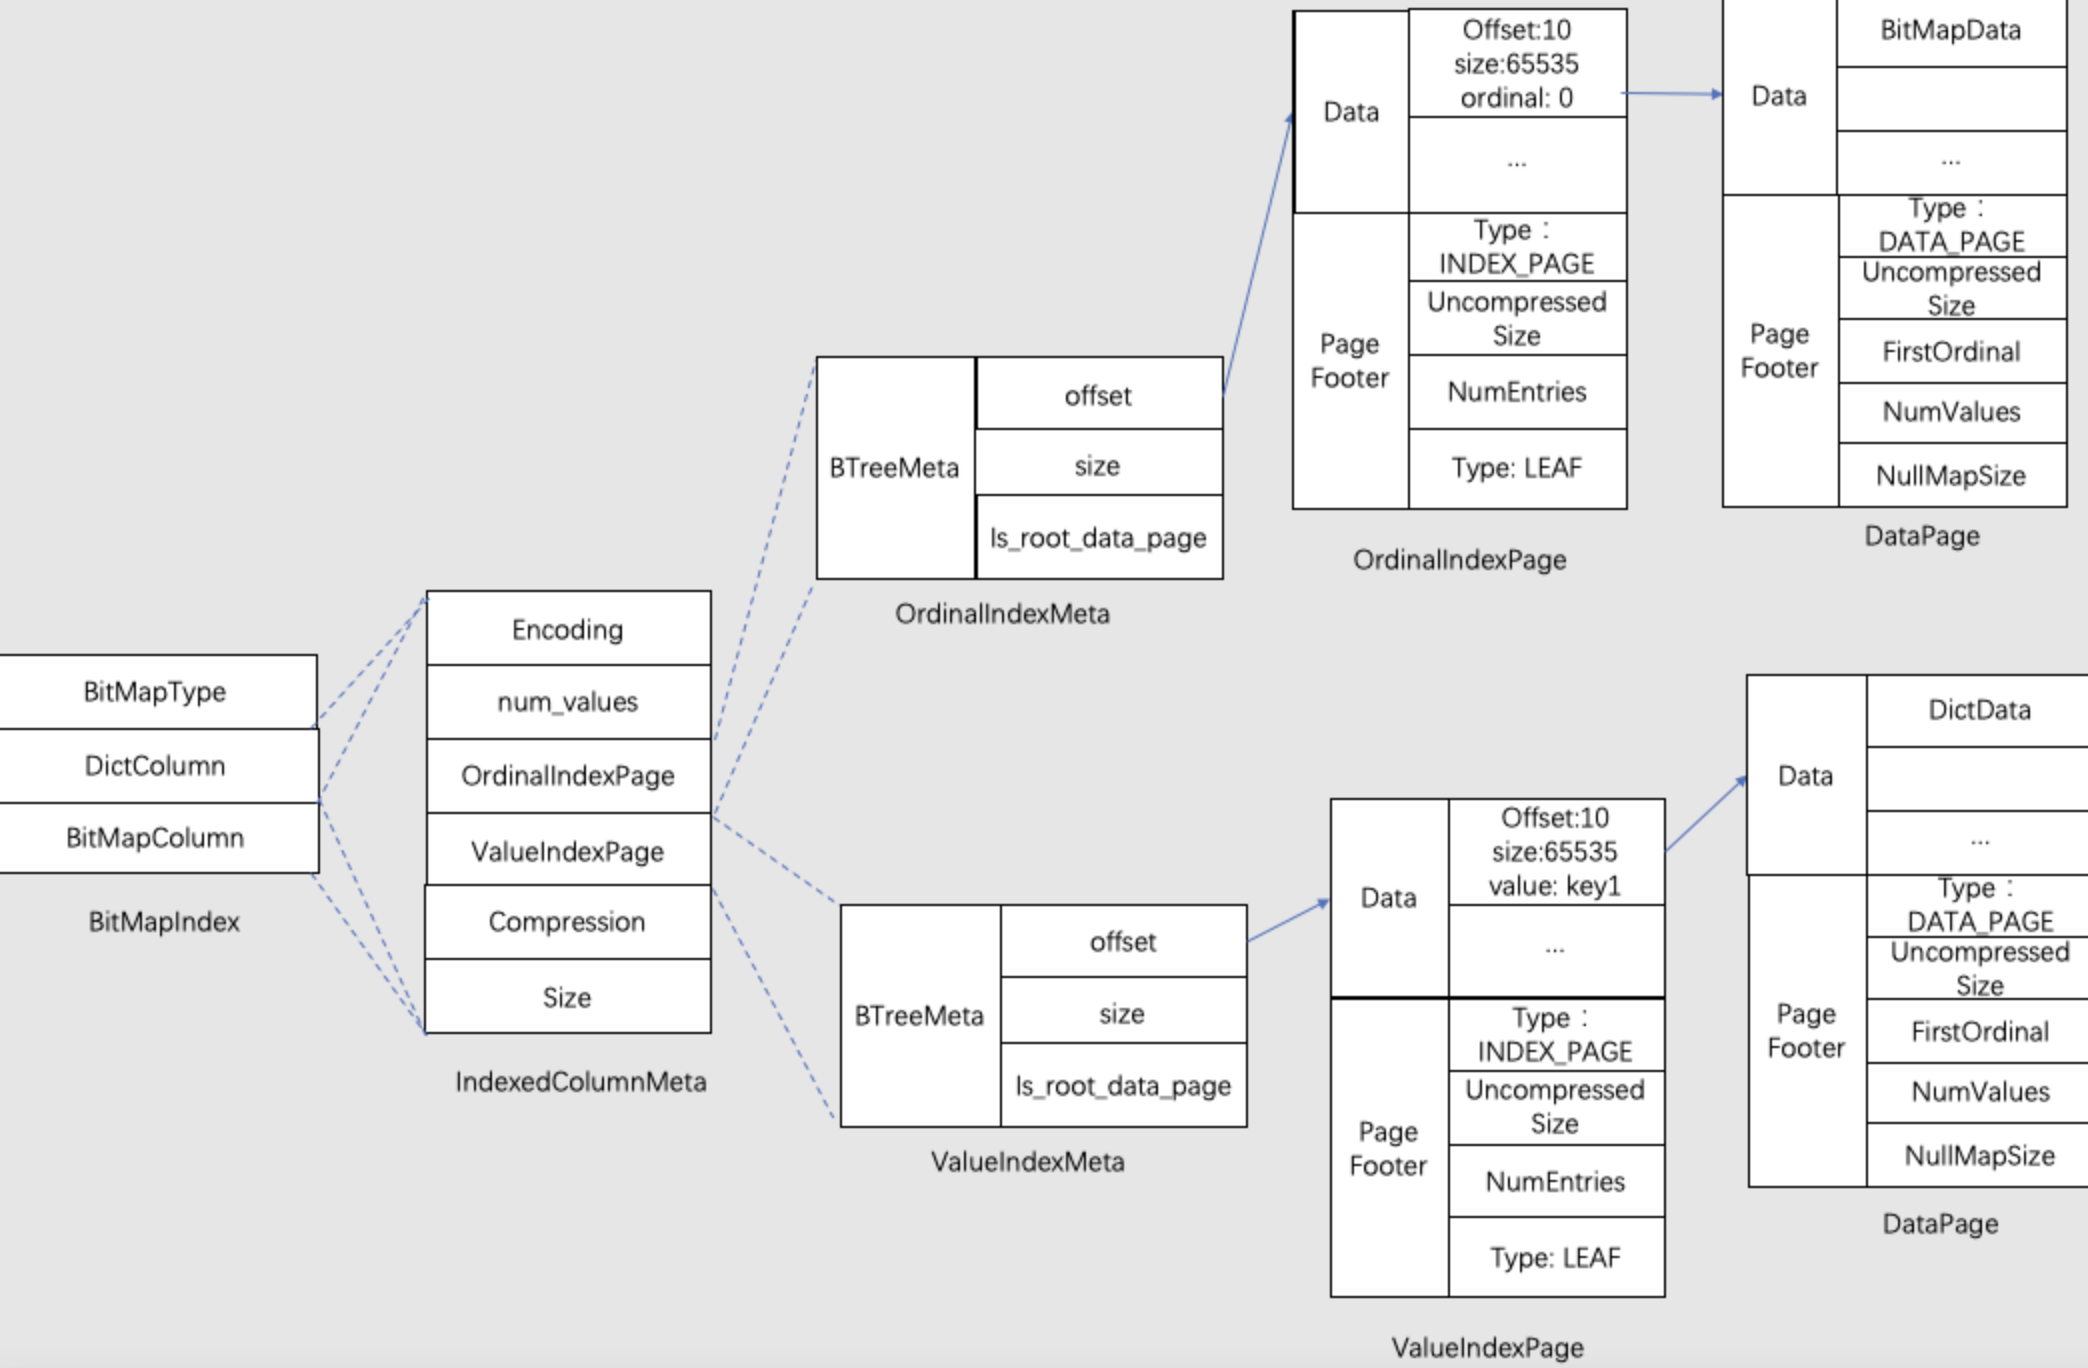 BitMapType
DictColumn
BitMapColumn
BitMapIndex
Encoding
num_values
OrdinalIndexPage
ValueIndexPage
Compression
Size
IndexedColumnMeta
BTreeMeta
offset
size
Is_root_data_page
OrdinalIndexMeta
BTreeMeta
offset
size
Is_root_data_page
ValueIndexMeta
Data
Offset:10
size:65535
ordinal: 0
...
Page
Footer
Type：
INDEX_PAGE
Uncompressed
Size
NumEntries
Type: LEAF
OrdinalIndexPage
Data
BitMapData
...
Page
Footer
Type：
DATA_PAGE
Uncompressed
Size
FirstOrdinal
NumValues
NullMapSize
DataPage
Data
Offset:10
size:65535
value: key1
...
Page
Footer
Type：
INDEX_PAGE
Uncompressed
Size
NumEntries
Type: LEAF
ValueIndexPage
Data
DictData
...
Page
Footer
Type：
DATA_PAGE
Uncompressed
Size
FirstOrdinal
NumValues
NullMapSize
DataPage